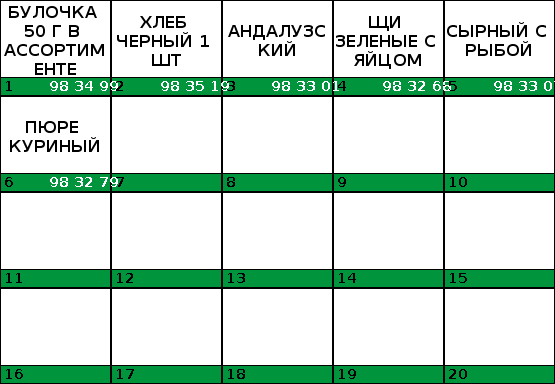 БУЛОЧКА
50 Г В
АССОРТИМ
ЕНТЕ
1 98 34 99
ХЛЕБ
ЧЕРНЫЙ 1
ШТ
2 98 35 19
АНДАЛУЗС
КИЙ
3 98 33 01
ЩИ
ЗЕЛЕНЫЕ С
ЯЙЦОМ
4 98 32 68
СЫРНЫЙ С
РЫБОЙ
5 98 33 07
ПЮРЕ
КУРИНЫЙ
6 98 32 79
7
8
9
10
11
12
13
14
15
16
17
18
19
20